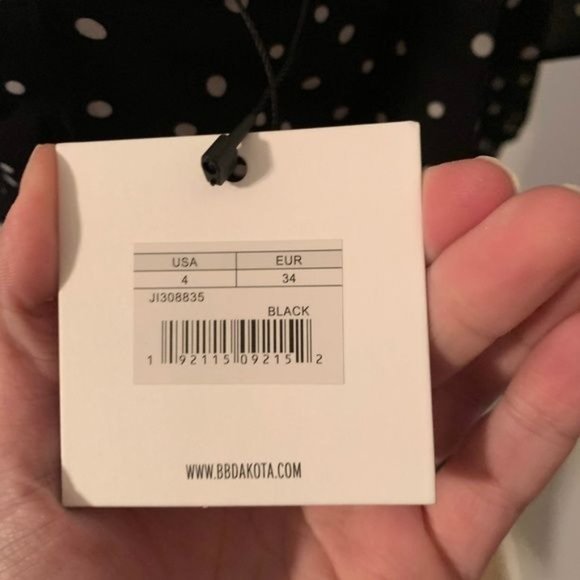 USA EUR
4 34
JI308835
BLACK
1 92115 09215 2
WWW.BBDAKOTA.COM